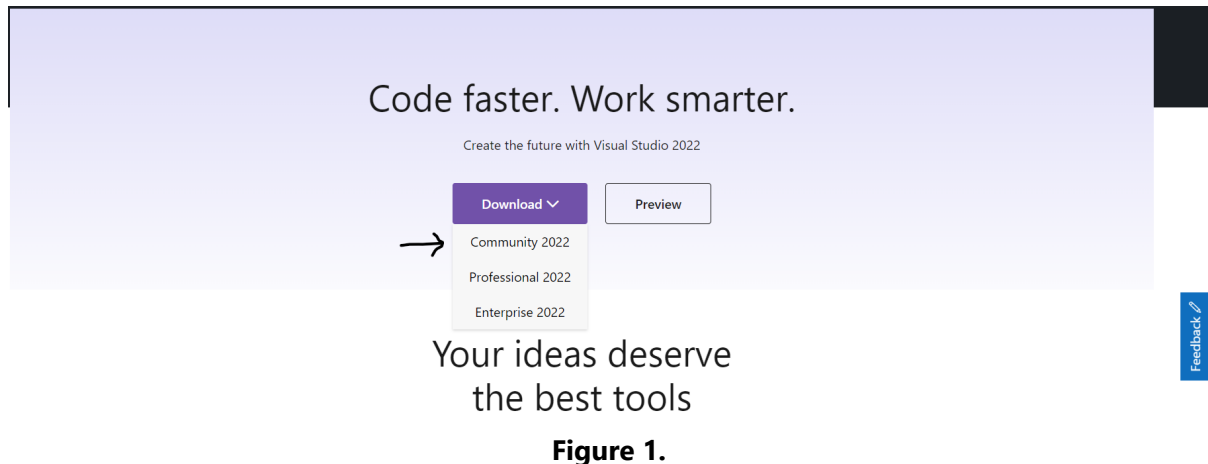 Code faster. Work smarter.
Create the future with Visual Studio 2022
Download
Preview
Community 2022
Professional 2022
Enterprise 2022
Feedback
Your ideas deserve
the best tools
Figure 1.